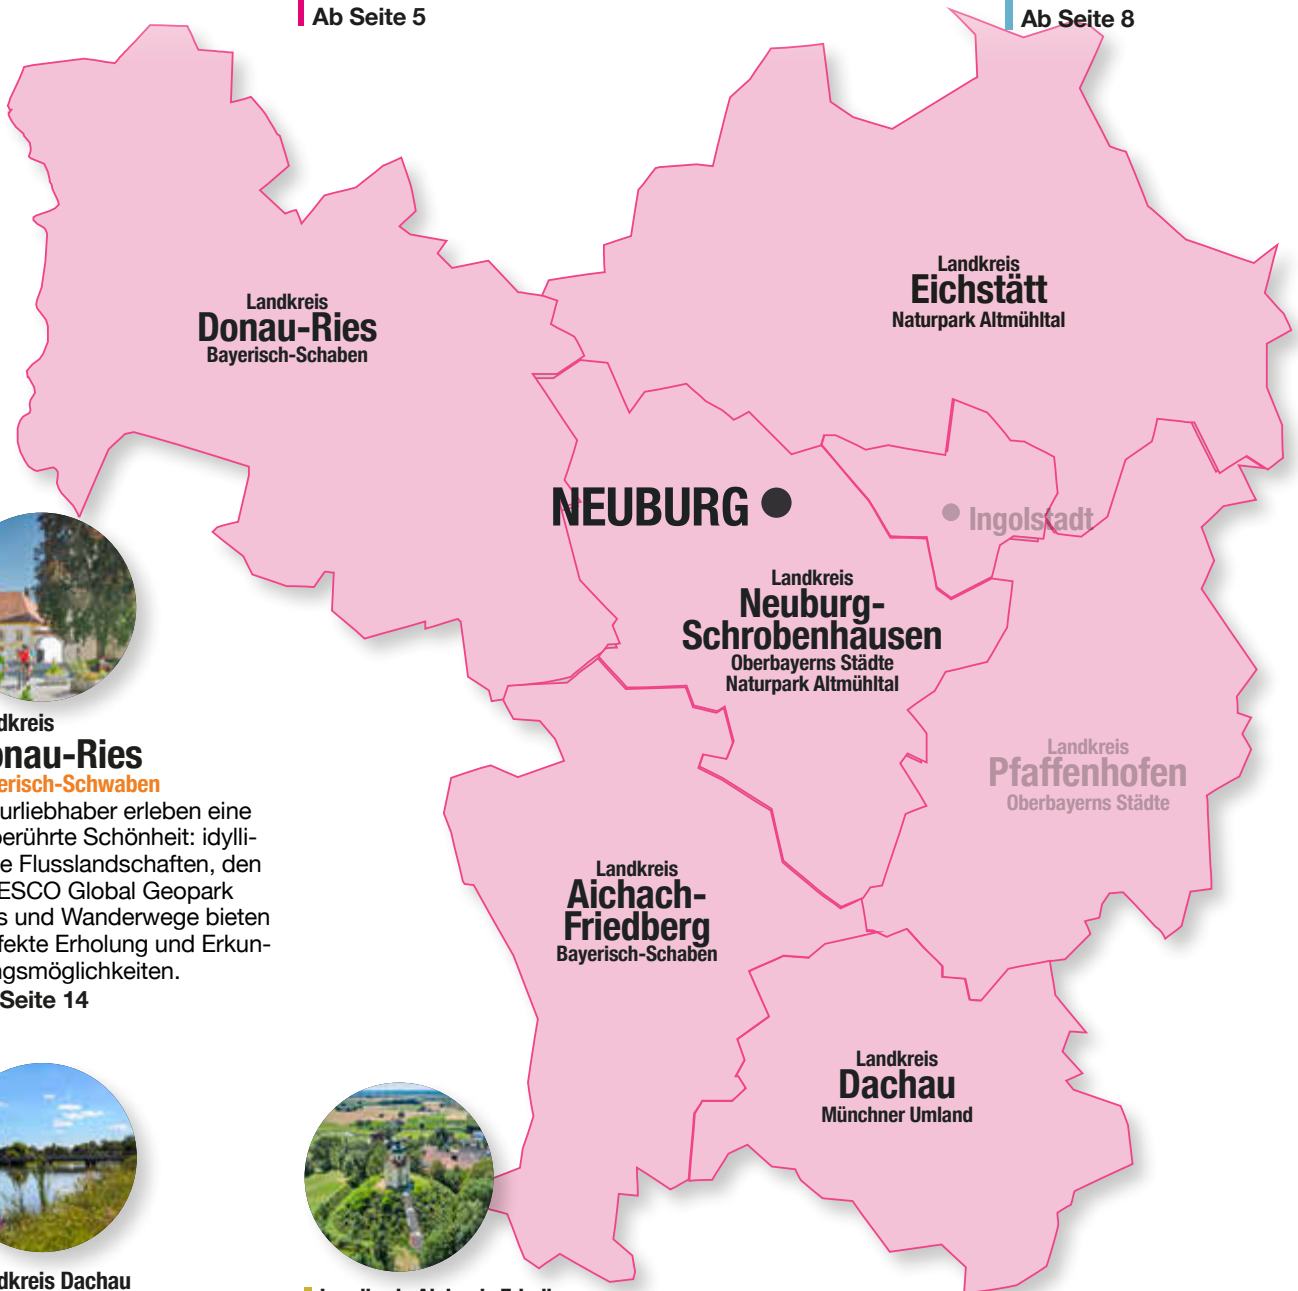 Ab Seite 5
Ab Seite 8
Landkreis
Eichstätt
Naturpark Altmühltal
Landkreis
Donau-Ries
Bayerisch-Schaben
NEUBURG
Ingolstadt
Landkreis
Neuburg-
Schrobenhausen
Oberbayerns Städte
Naturpark Altmühltal
Landkreis
Pfaffenhofen
Oberbayerns Städte
dkreis
onau-Ries
erisch-Schwaben
urliebhaber erleben eine
berührte Schönheit: idylli-
e Flusslandschaften, den
ESCO Global Geopark
s und Wanderwege bieten
fekte Erholung und Erkun-
ngsmöglichkeiten.
Seite 14
Landkreis
Aichach-
Friedberg
Bayerisch-Schaben
Landkreis
Dachau
Münchner Umland
dkreis Dachau